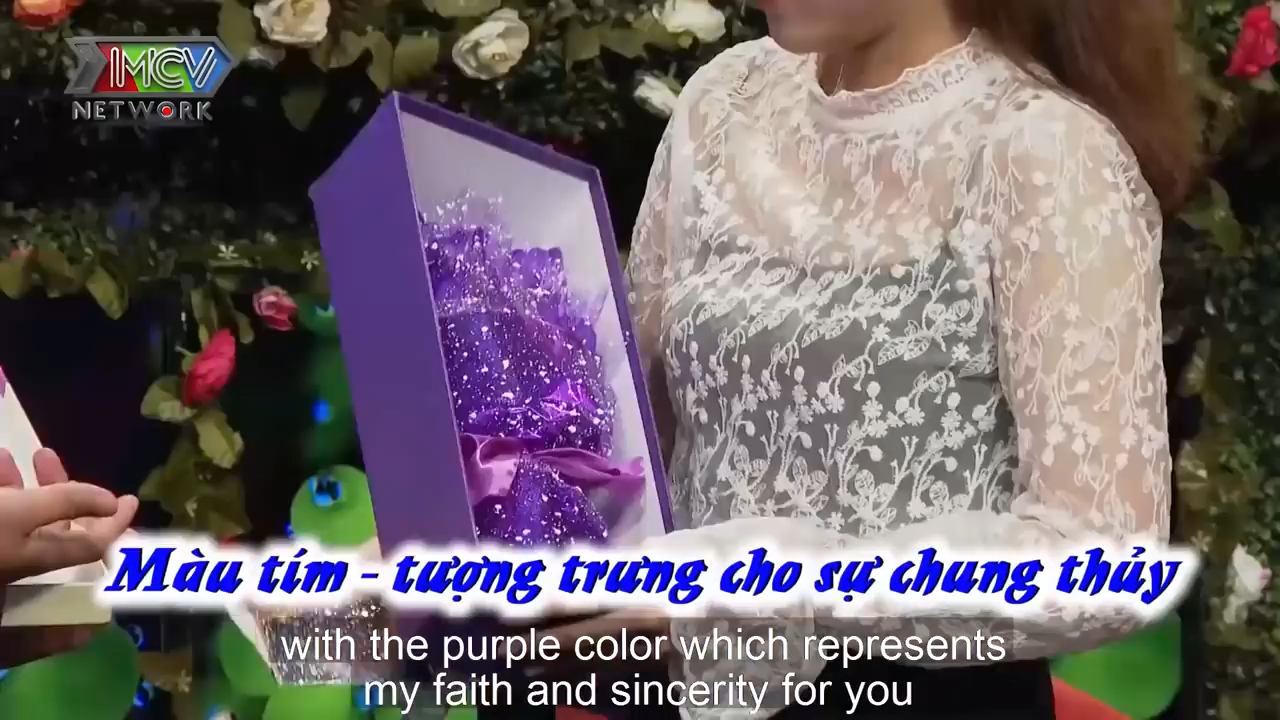 MCV
NETWORK
Màu tím - tượng trưng cho sự chung thủy
with the purple color which represents
my faith and sincerity for you